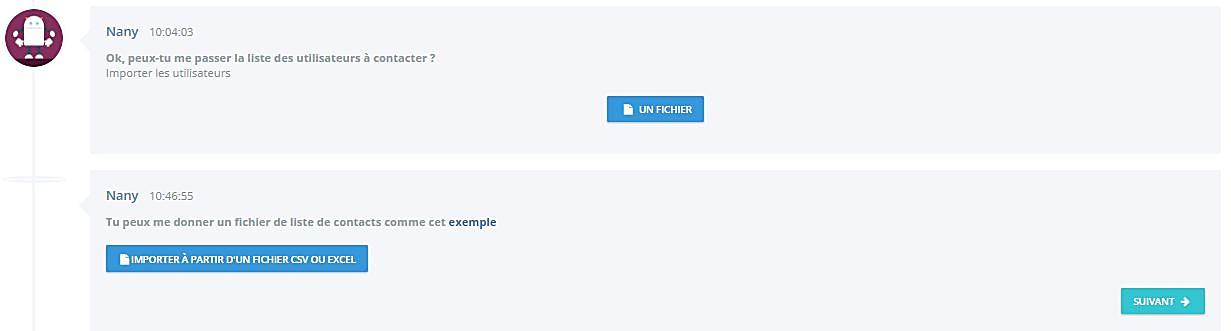 Nany 10:04:03
Ok, peux-tu me passer la liste des utilisateurs à contacter ?
Importer les utilisateurs
UN FICHIER
Nany 10:46:55
Tu peux me donner un fichier de liste de contacts comme cet exemple
IMPORTER À PARTIR D'UN FICHIER CSV OU EXCEL
SUIVANT